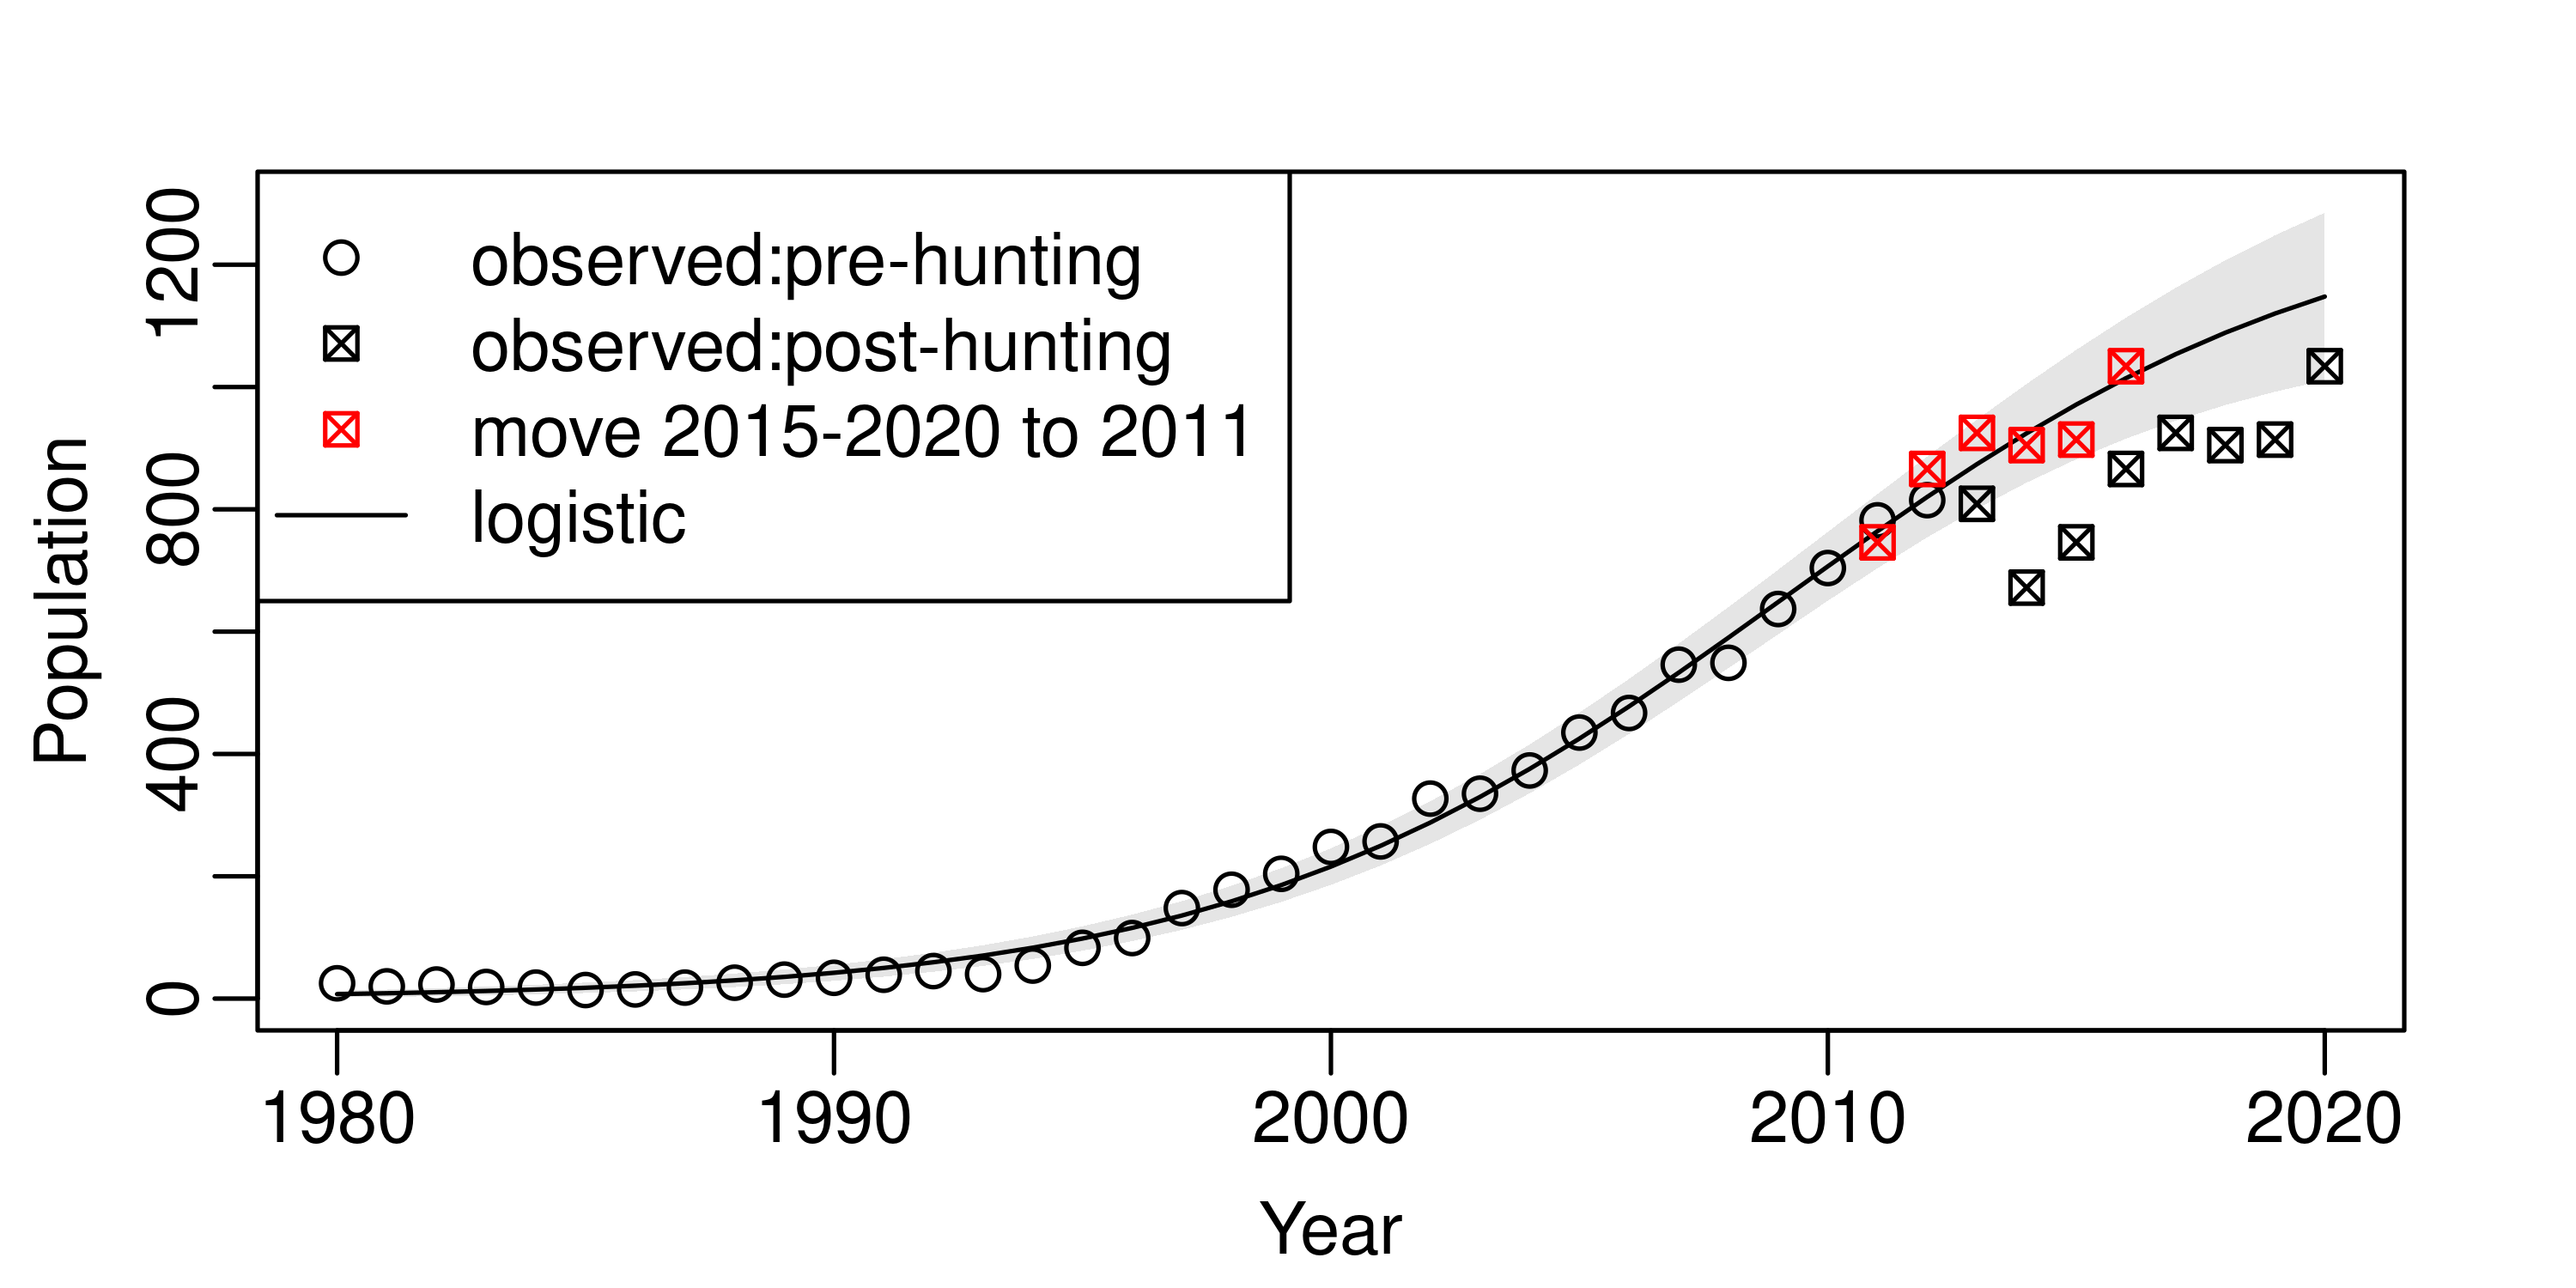 observed:pre-hunting
observed:post-hunting
move 2015-2020 to 2011
logistic
Population
1200
800
400
0
1980 1990 2000 2010 2020
Year